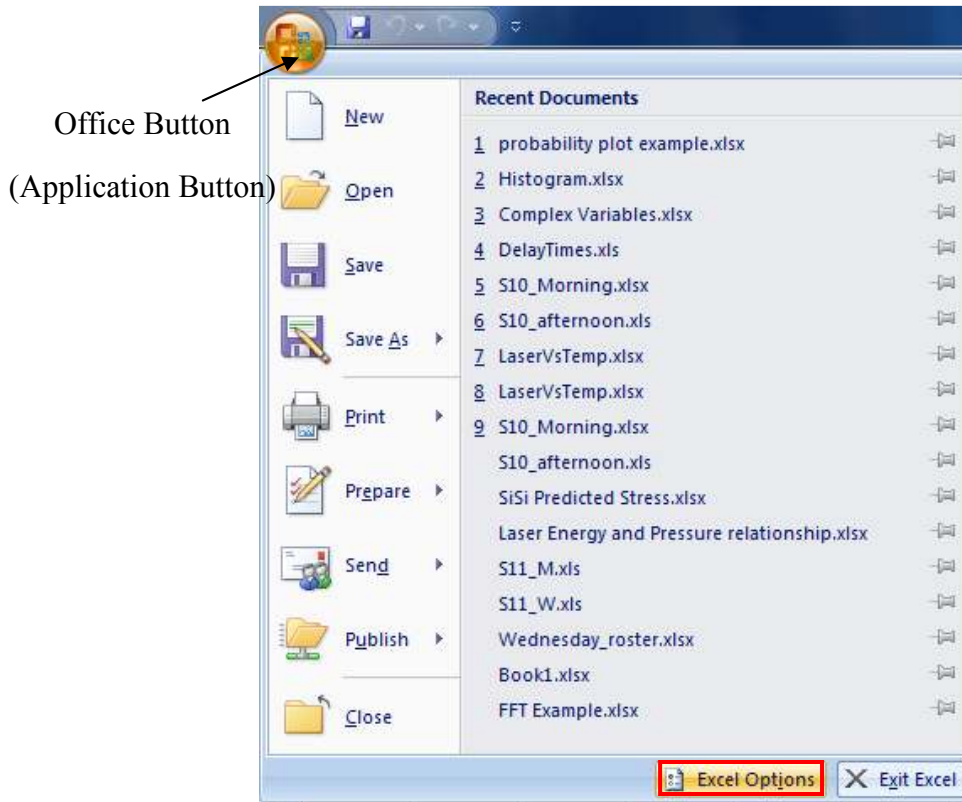 Office Button
(Application Button)
New
Open
Save
Save As
Print
Prepare
Send
Publish
Close
Recent Documents
1 probability plot example.xlsx
2 Histogram.xlsx
3 Complex Variables.xlsx
4 DelayTimes.xls
5 S10_Morning.xlsx
6 S10_afternoon.xls
7 LaserVsTemp.xlsx
8 LaserVsTemp.xlsx
9 S10_Morning.xlsx
S10_afternoon.xls
SiSi Predicted Stress.xlsx
Laser Energy and Pressure relationship.xlsx
S11_M.xls
S11_W.xls
Wednesday_roster.xlsx
Book1.xlsx
FFT Example.xlsx
Excel Options
Exit Excel